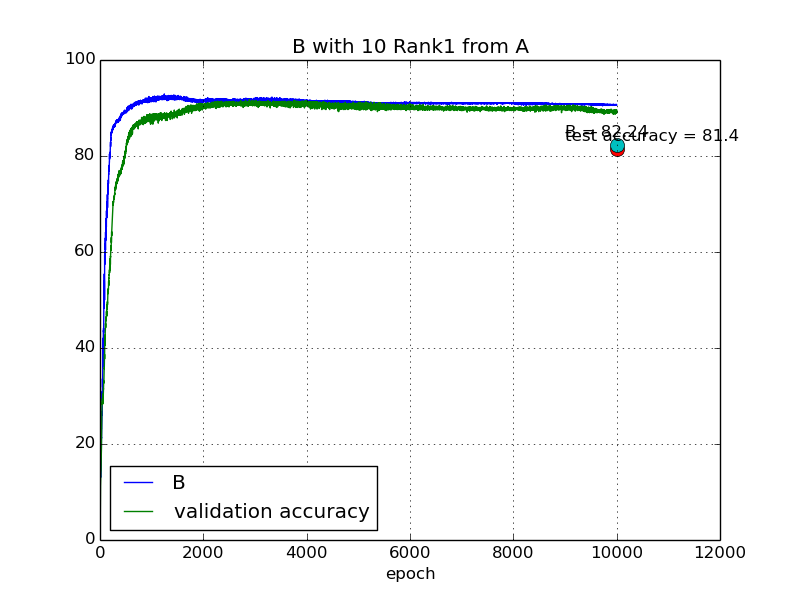 B with 10 Rank1 from A
100
80
60
40
20
0
B = 82.24
test accuracy = 81.4
B
validation accuracy
0 2000 4000 6000 8000 10000 12000
epoch